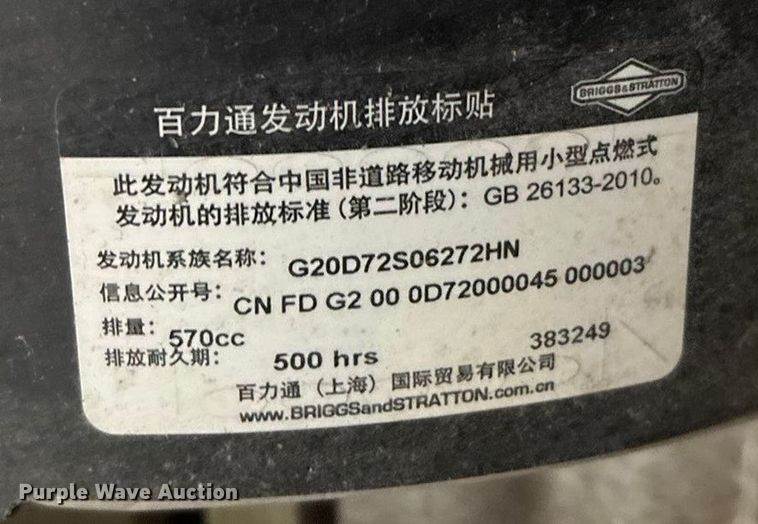 BRIGGS&STRATTON
百力通发动机排放标贴
此发动机符合中国非道路移动机械用小型点燃式
发动机的排放标准(第二阶段): GB 26133-2010。
发动机系族名称: G20D72S06272HN
信息公开号: CN FD G2 00 0D72000045 000003
排量: 570cc
排放耐久期: 500 hrs 383249
百力通 (上海) 国际贸易有限公司
www.BRIGGSandSTRATTON.com.cn
Purple Wave Auction